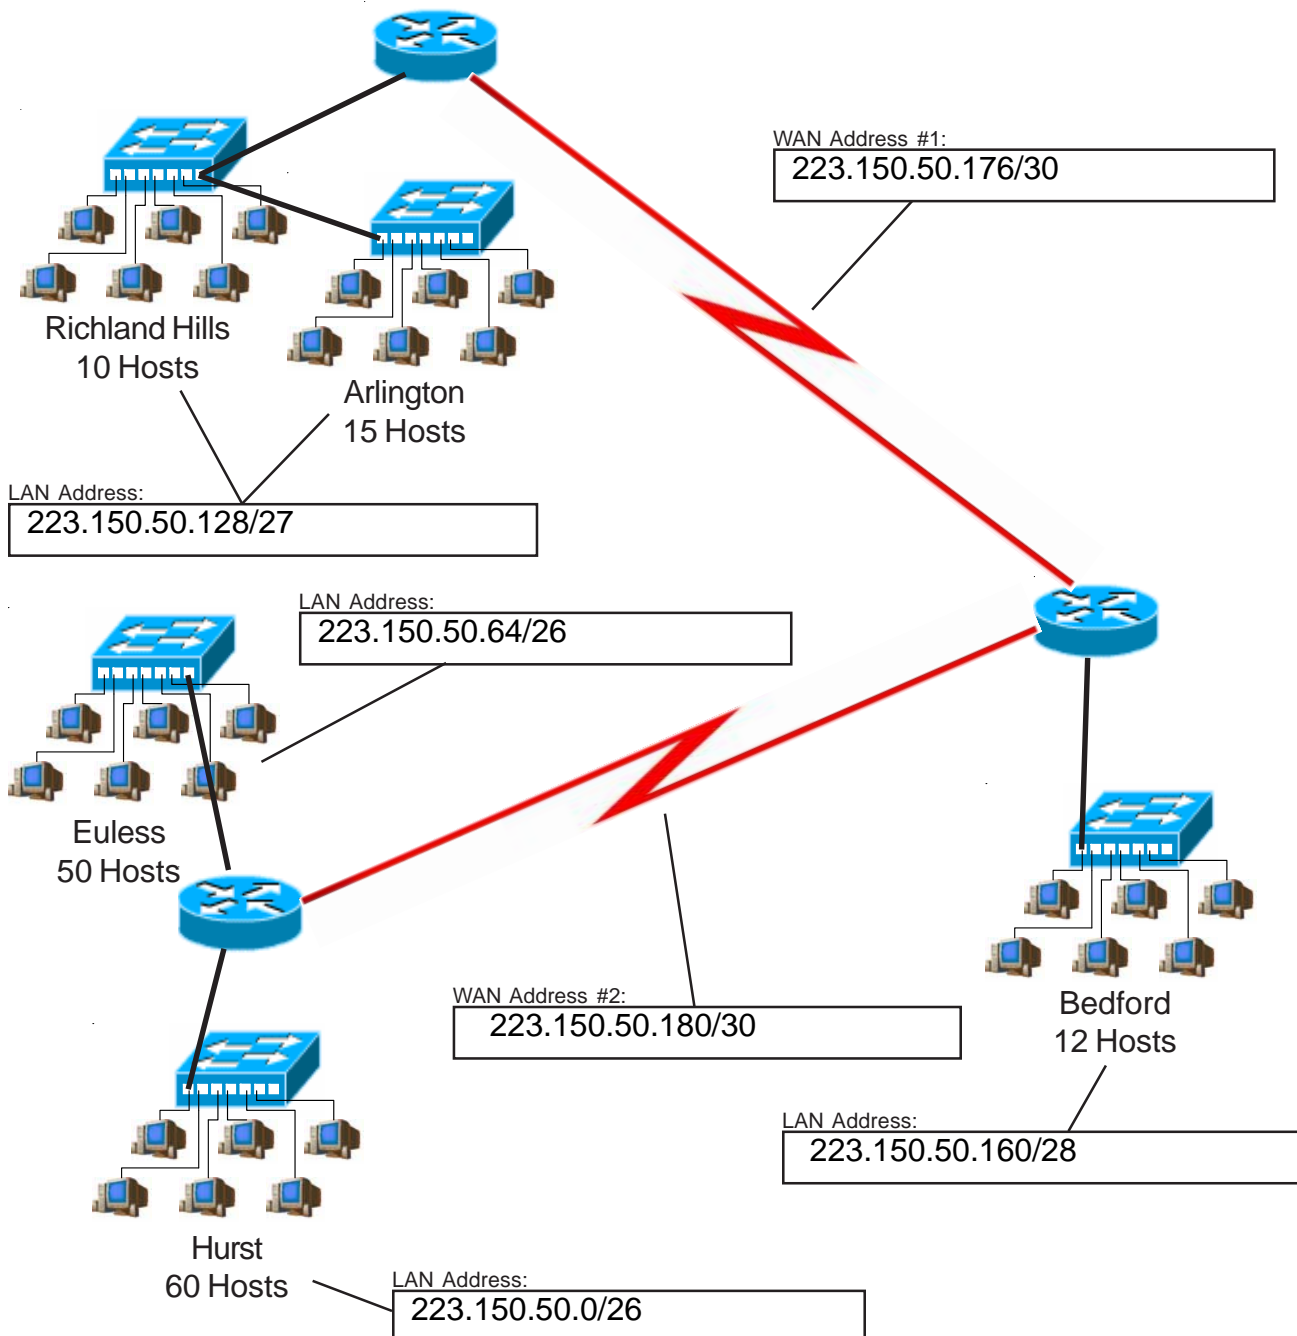 WAN Address #1:
223.150.50.176/30
Richland Hills
10 Hosts
Arlington
15 Hosts
LAN Address:
223.150.50.128/27
LAN Address:
223.150.50.64/26
Euless
50 Hosts
WAN Address #2:
223.150.50.180/30
Bedford
12 Hosts
LAN Address:
223.150.50.160/28
Hurst
60 Hosts
LAN Address:
223.150.50.0/26